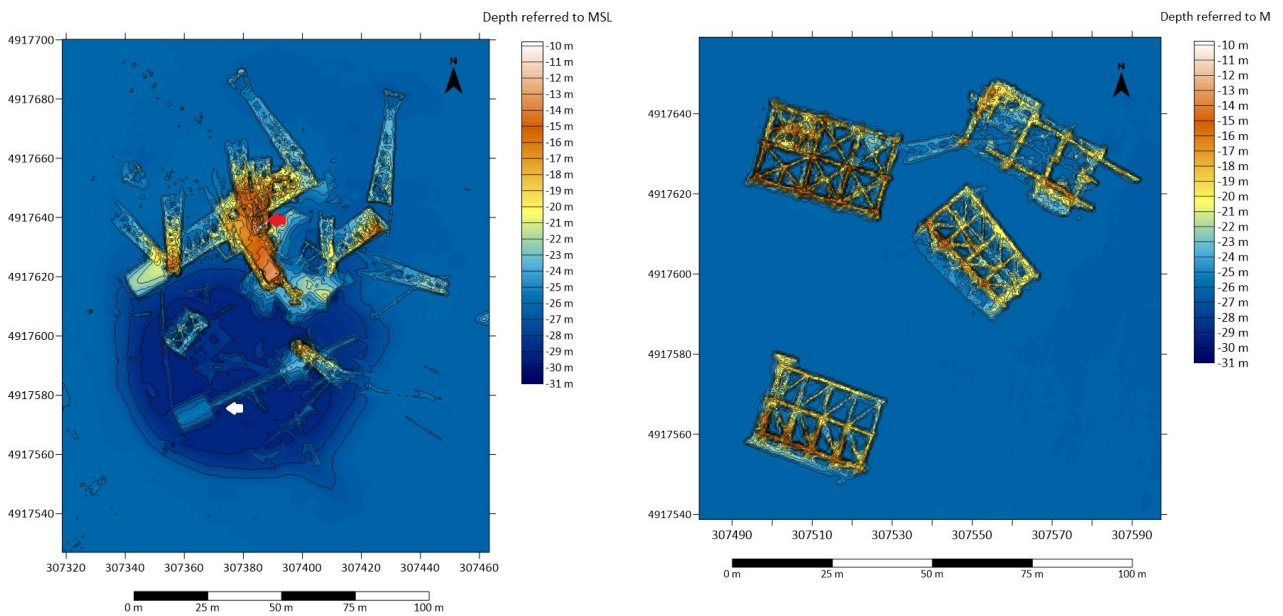 Depth referred to MSL
4917700
4917680
4917660
4917640
4917620
4917600
4917580
4917560
4917540
307320 307340 307360 307380 307400 307420 307440 307460
0 m 25 m 50 m 75 m 100 m
N
-10 m
-11 m
-12 m
-13 m
-14 m
-15 m
-16 m
-17 m
-18 m
-19 m
-20 m
-21 m
-22 m
-23 m
-24 m
-25 m
-26 m
-27 m
-28 m
-29 m
-30 m
-31 m
Depth referred to M
4917640
4917620
4917600
4917580
4917560
4917540
307490 307510 307530 307550 307570 307590
0 m 25 m 50 m 75 m 100 m
N
-10 m
-11 m
-12 m
-13 m
-14 m
-15 m
-16 m
-17 m
-18 m
-19 m
-20 m
-21 m
-22 m
-23 m
-24 m
-25 m
-26 m
-27 m
-28 m
-29 m
-30 m
-31 m